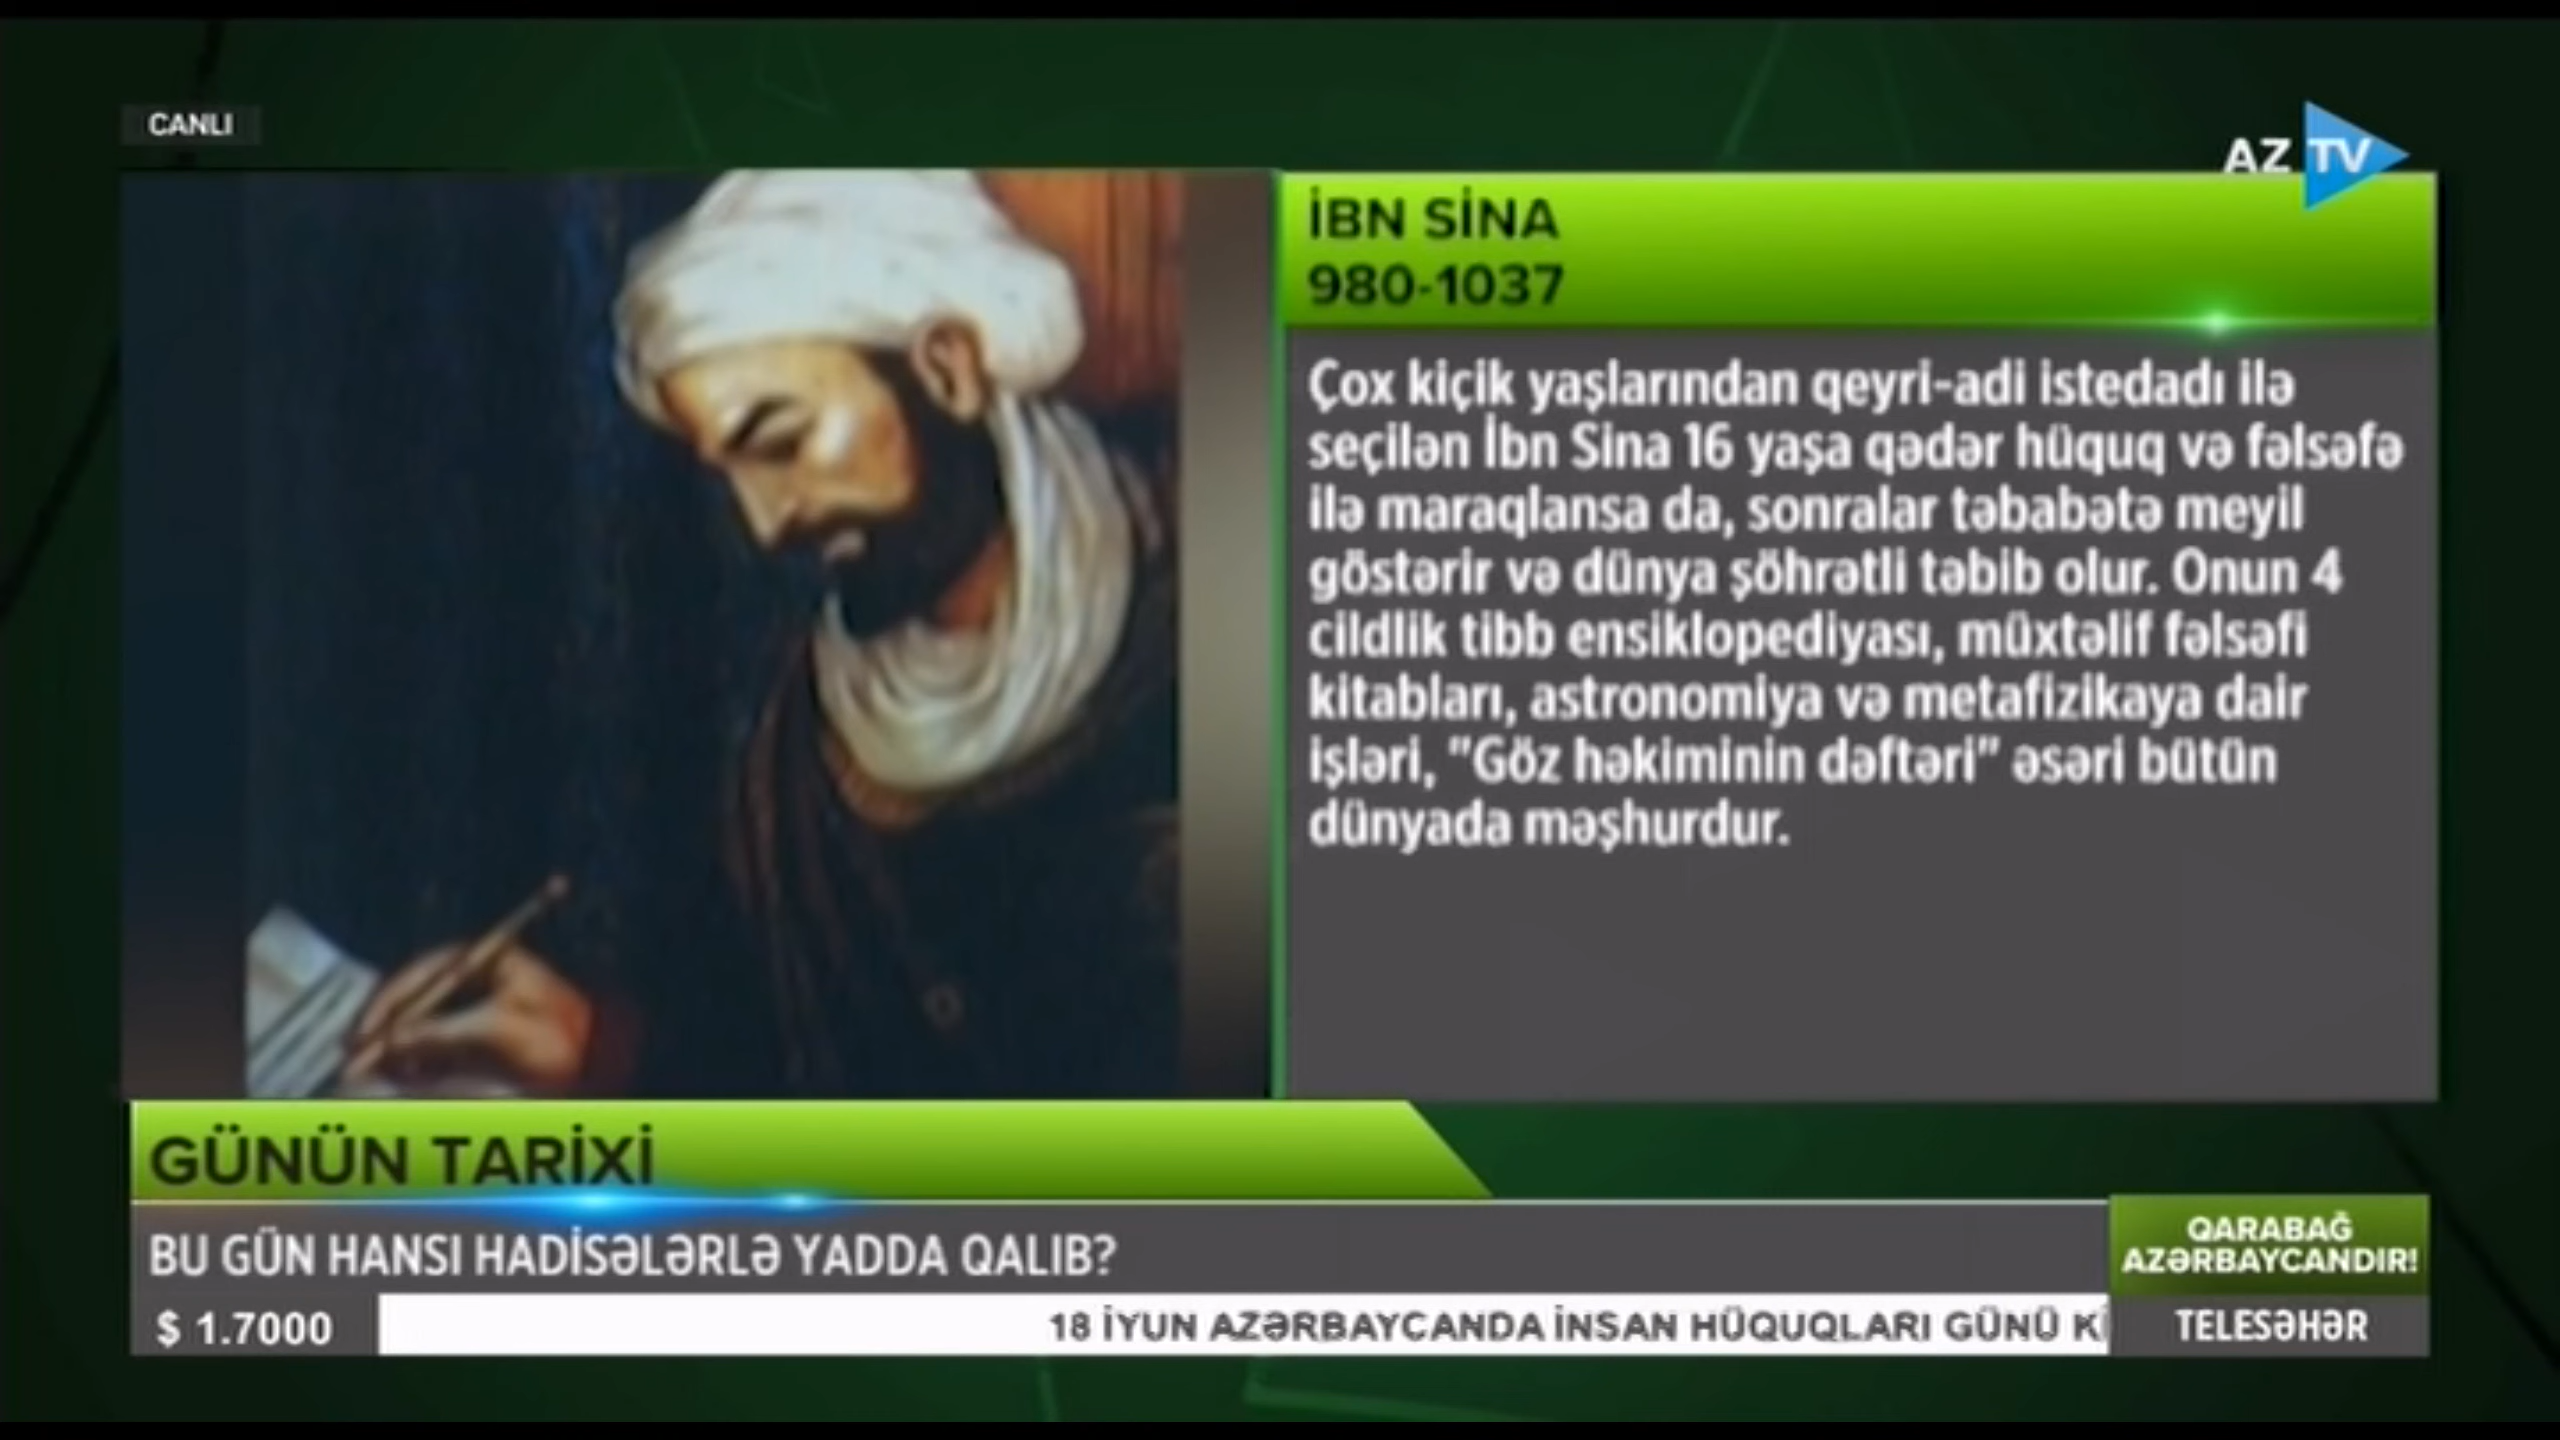 CANLI
AZ TV
İBN SİNA
980-1037
Çox kiçik yaşlarından qeyri-adi istedadı ilə
seçilən İbn Sina 16 yaşa qədər hüquq və fəlsəfə
ilə maraqlansa da, sonralar təbabətə meyil
göstərir və dünya şöhrətli təbib olur. Onun 4
cildlik tibb ensiklopediyası, müxtəlif fəlsəfi
kitabları, astronomiya və metafizikaya dair
işləri, "Göz həkiminin dəftəri" əsəri bütün
dünyada məşhurdur.
GÜNÜN TARİXİ
BU GÜN HANSI HADİSƏLƏRLƏ YADDA QALIB?
QARABAĞ
AZƏRBAYCANDIR!
$ 1.7000
18 İYUN AZƏRBAYCANDA İNSAN HÜQUQLARI GÜNÜ
TELESƏHƏR